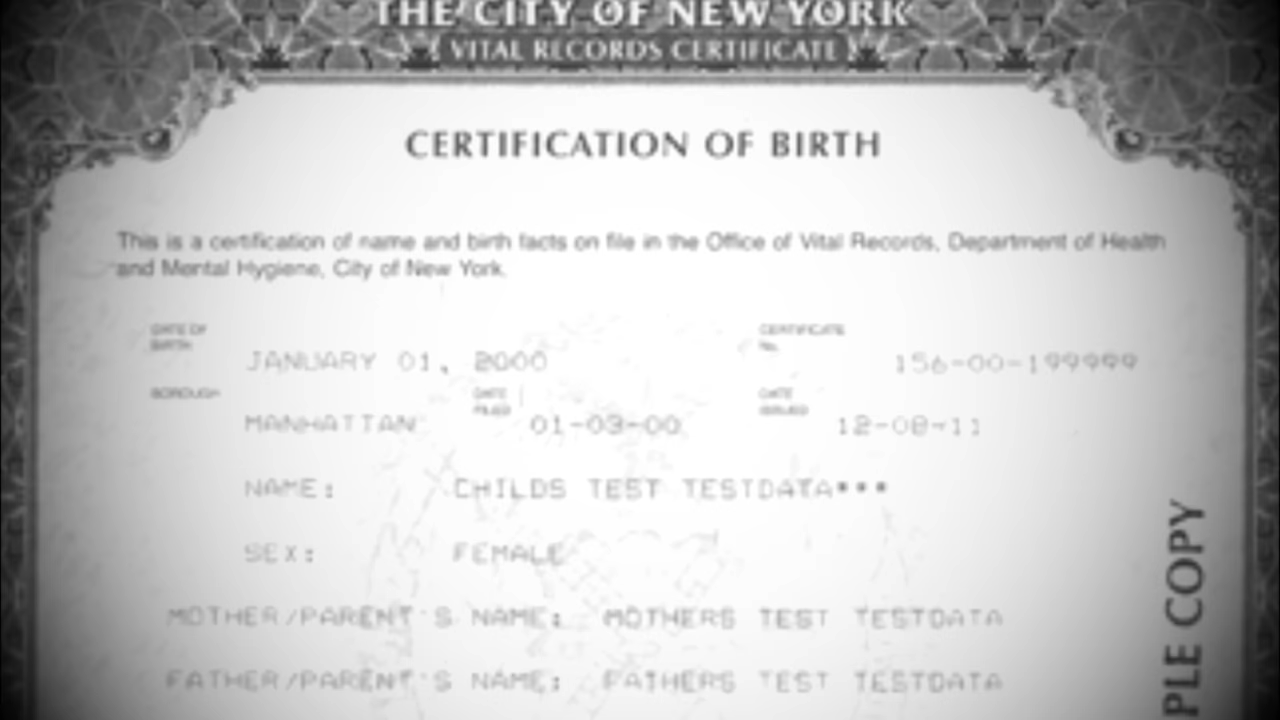 THE CITY OF NEW YORK
VITAL RECORDS CERTIFICATE
CERTIFICATION OF BIRTH
This is a certification of name and birth facts on file in the Office of Vital Records, Department of Health
and Mental Hygiene, City of New York.
DATE OF
BIRTH
JANUARY 01, 2000
CERTIFICATE
No.
156-00-199999
BOROUGH
MANHATTAN
DATE
FILED
01-03-00
DATE
ISSUED
12-08-11
NAME: CHILDS TEST TESTDATA***
SEX: FEMALE
MOTHER/PARENT'S NAME: MOTHERS TEST TESTDATA
FATHER/PARENT'S NAME: FATHERS TEST TESTDATA
PLE COPY